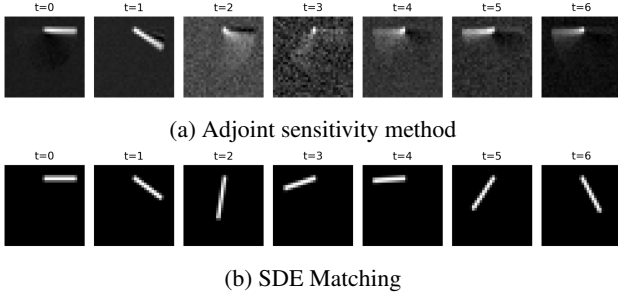 t=0 t=1 t=2 t=3 t=4 t=5 t=6
(a) Adjoint sensitivity method
t=0 t=1 t=2 t=3 t=4 t=5 t=6
(b) SDE Matching